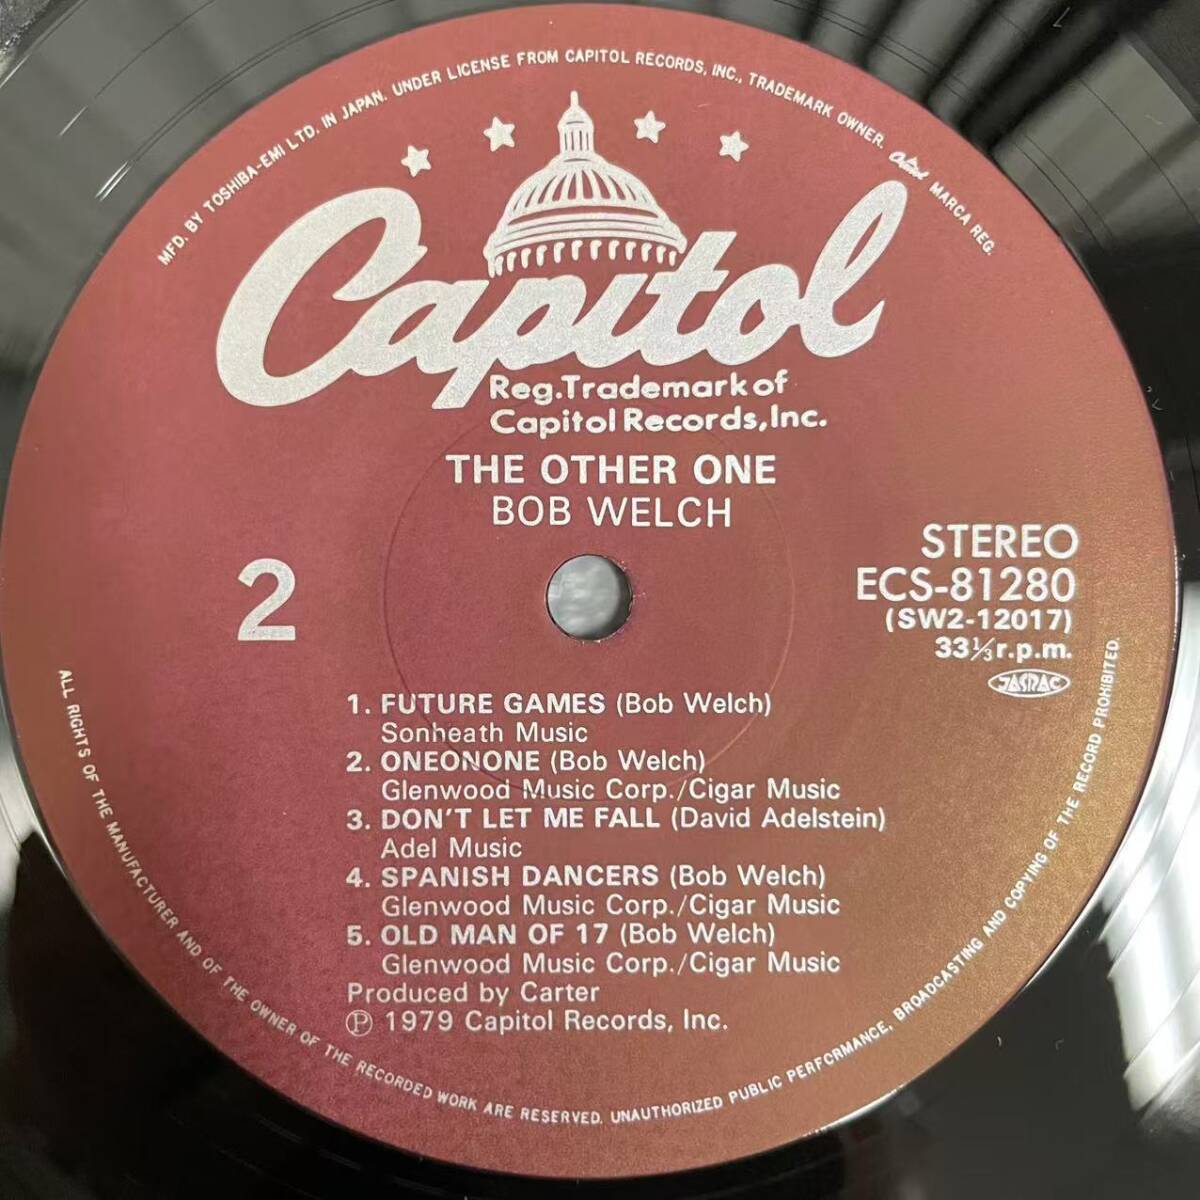 MFD. BY TOSHIBA-EMI LTD. IN JAPAN. UNDER LICENSE FROM CAPITOL RECORDS, INC., TRADEMARK OWNER. Capitol MARCA REG.
Capitol
Reg.Trademark of
Capitol Records,Inc.
THE OTHER ONE
BOB WELCH
2
STEREO
ECS-81280
(SW2-12017)
33⅓r.p.m.
JASRAC
1. FUTURE GAMES (Bob Welch)
Sonheath Music
2. ONEONONE (Bob Welch)
Glenwood Music Corp./Cigar Music
3. DON'T LET ME FALL (David Adelstein)
Adel Music
4. SPANISH DANCERS (Bob Welch)
Glenwood Music Corp./Cigar Music
5. OLD MAN OF 17 (Bob Welch)
Glenwood Music Corp./Cigar Music
Produced by Carter
Ⓟ 1979 Capitol Records, Inc.
ALL RIGHTS OF THE MANUFACTURER AND OF THE OWNER OF THE RECORDED WORK ARE RESERVED. UNAUTHORIZED PUBLIC PERFORMANCE, BROADCASTING AND COPYING OF THE RECORD PROHIBITED.